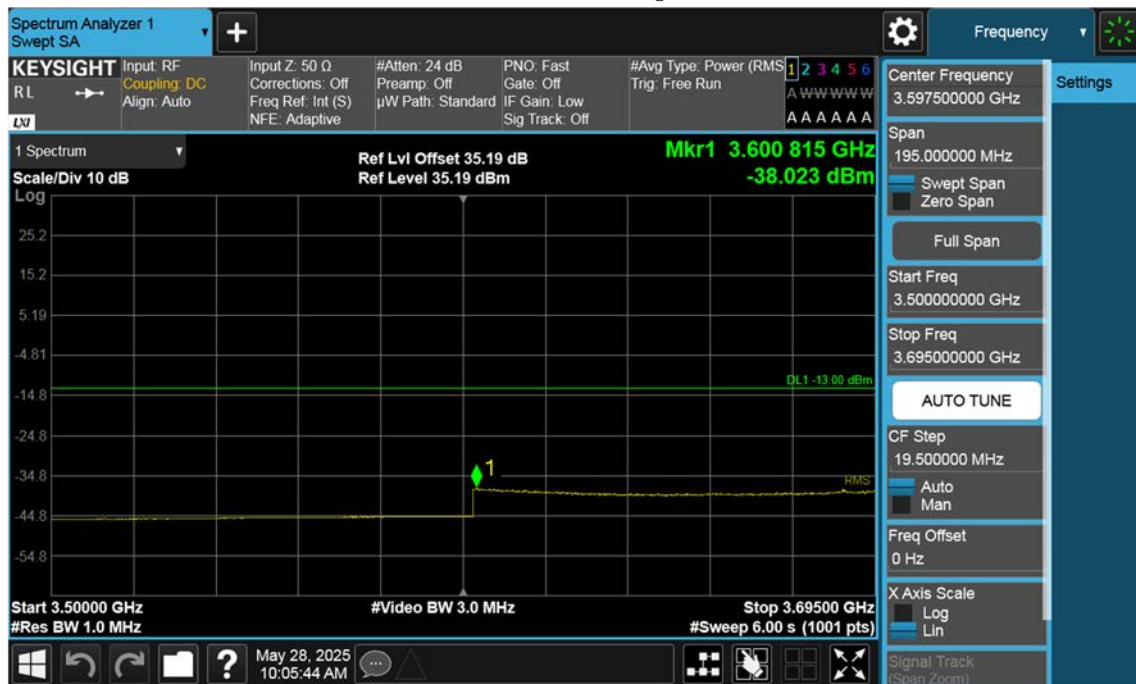 Spectrum Analyzer 1
Swept SA
+
Frequency
KEYSIGHT
RL
LXI
Input: RF
Coupling: DC
Align: Auto
Input Z: 50 Ω
Corrections: Off
Freq Ref: Int (S)
NFE: Adaptive
#Atten: 24 dB
Preamp: Off
µW Path: Standard
PNO: Fast
Gate: Off
IF Gain: Low
Sig Track: Off
#Avg Type: Power (RMS
Trig: Free Run
1 2 3 4 5 6
A W W W W W
A A A A A A
1 Spectrum
Scale/Div 10 dB
Log
Ref Lvl Offset 35.19 dB
Ref Level 35.19 dBm
Mkr1 3.600 815 GHz
-38.023 dBm
25.2
15.2
5.19
-4.81
DL1 -13.00 dBm
-14.8
-24.8
1
-34.8
RMS
-44.8
-54.8
Start 3.50000 GHz
#Res BW 1.0 MHz
#Video BW 3.0 MHz
Stop 3.69500 GHz
#Sweep 6.00 s (1001 pts)
?
May 28, 2025
10:05:44 AM
Center Frequency
3.597500000 GHz
Settings
Span
195.000000 MHz
Swept Span
Zero Span
Full Span
Start Freq
3.500000000 GHz
Stop Freq
3.695000000 GHz
AUTO TUNE
CF Step
19.500000 MHz
Auto
Man
Freq Offset
0 Hz
X Axis Scale
Log
Lin
Signal Track
(Span Zoom)